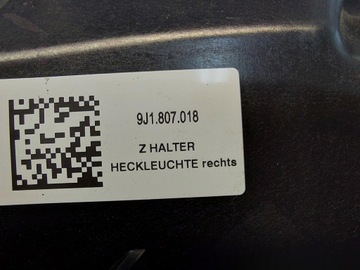 9J1.807.018
Z HALTER
HECKLEUCHTE rechts